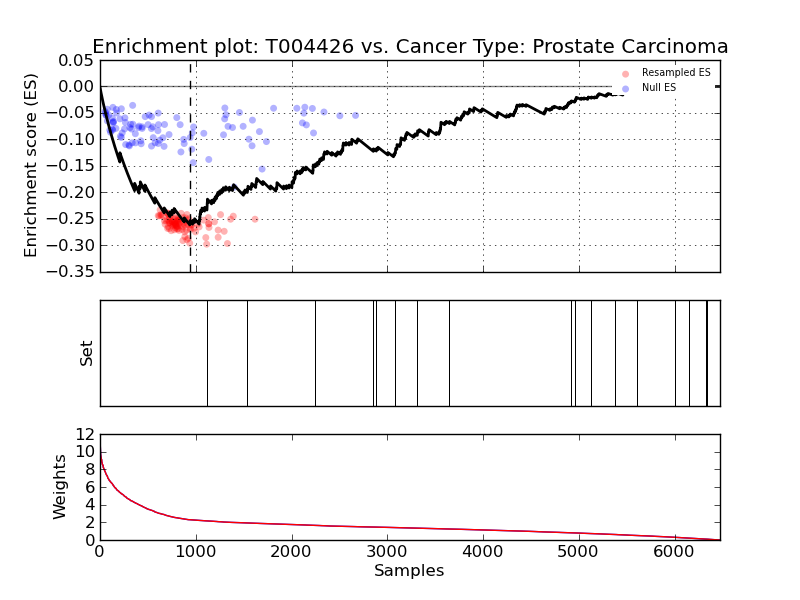 Enrichment plot: T004426 vs. Cancer Type: Prostate Carcinoma
Enrichment score (ES)
0.05
0.00
−0.05
−0.10
−0.15
−0.20
−0.25
−0.30
−0.35
Resampled ES
Null ES
Set
Weights
12
10
8
6
4
2
0
0 1000 2000 3000 4000 5000 6000
Samples